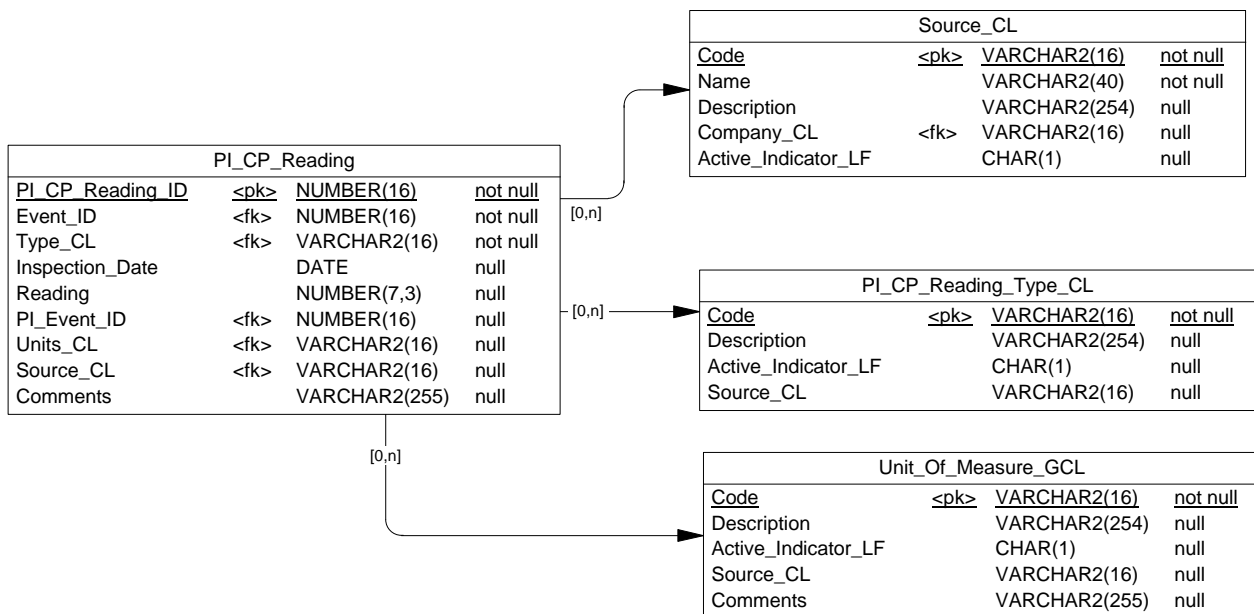 Source_CL
Code <pk> VARCHAR2(16) not null
Name VARCHAR2(40) not null
Description VARCHAR2(254) null
Company_CL <fk> VARCHAR2(16) null
Active_Indicator_LF CHAR(1) null
PI_CP_Reading
PI_CP_Reading_ID <pk> NUMBER(16) not null
Event_ID <fk> NUMBER(16) not null
Type_CL <fk> VARCHAR2(16) not null
Inspection_Date DATE null
Reading NUMBER(7,3) null
PI_Event_ID <fk> NUMBER(16) null
Units_CL <fk> VARCHAR2(16) null
Source_CL <fk> VARCHAR2(16) null
Comments VARCHAR2(255) null
[0,n]
[0,n]
[0,n]
PI_CP_Reading_Type_CL
Code <pk> VARCHAR2(16) not null
Description VARCHAR2(254) null
Active_Indicator_LF CHAR(1) null
Source_CL VARCHAR2(16) null
Unit_Of_Measure_GCL
Code <pk> VARCHAR2(16) not null
Description VARCHAR2(254) null
Active_Indicator_LF CHAR(1) null
Source_CL VARCHAR2(16) null
Comments VARCHAR2(255) null